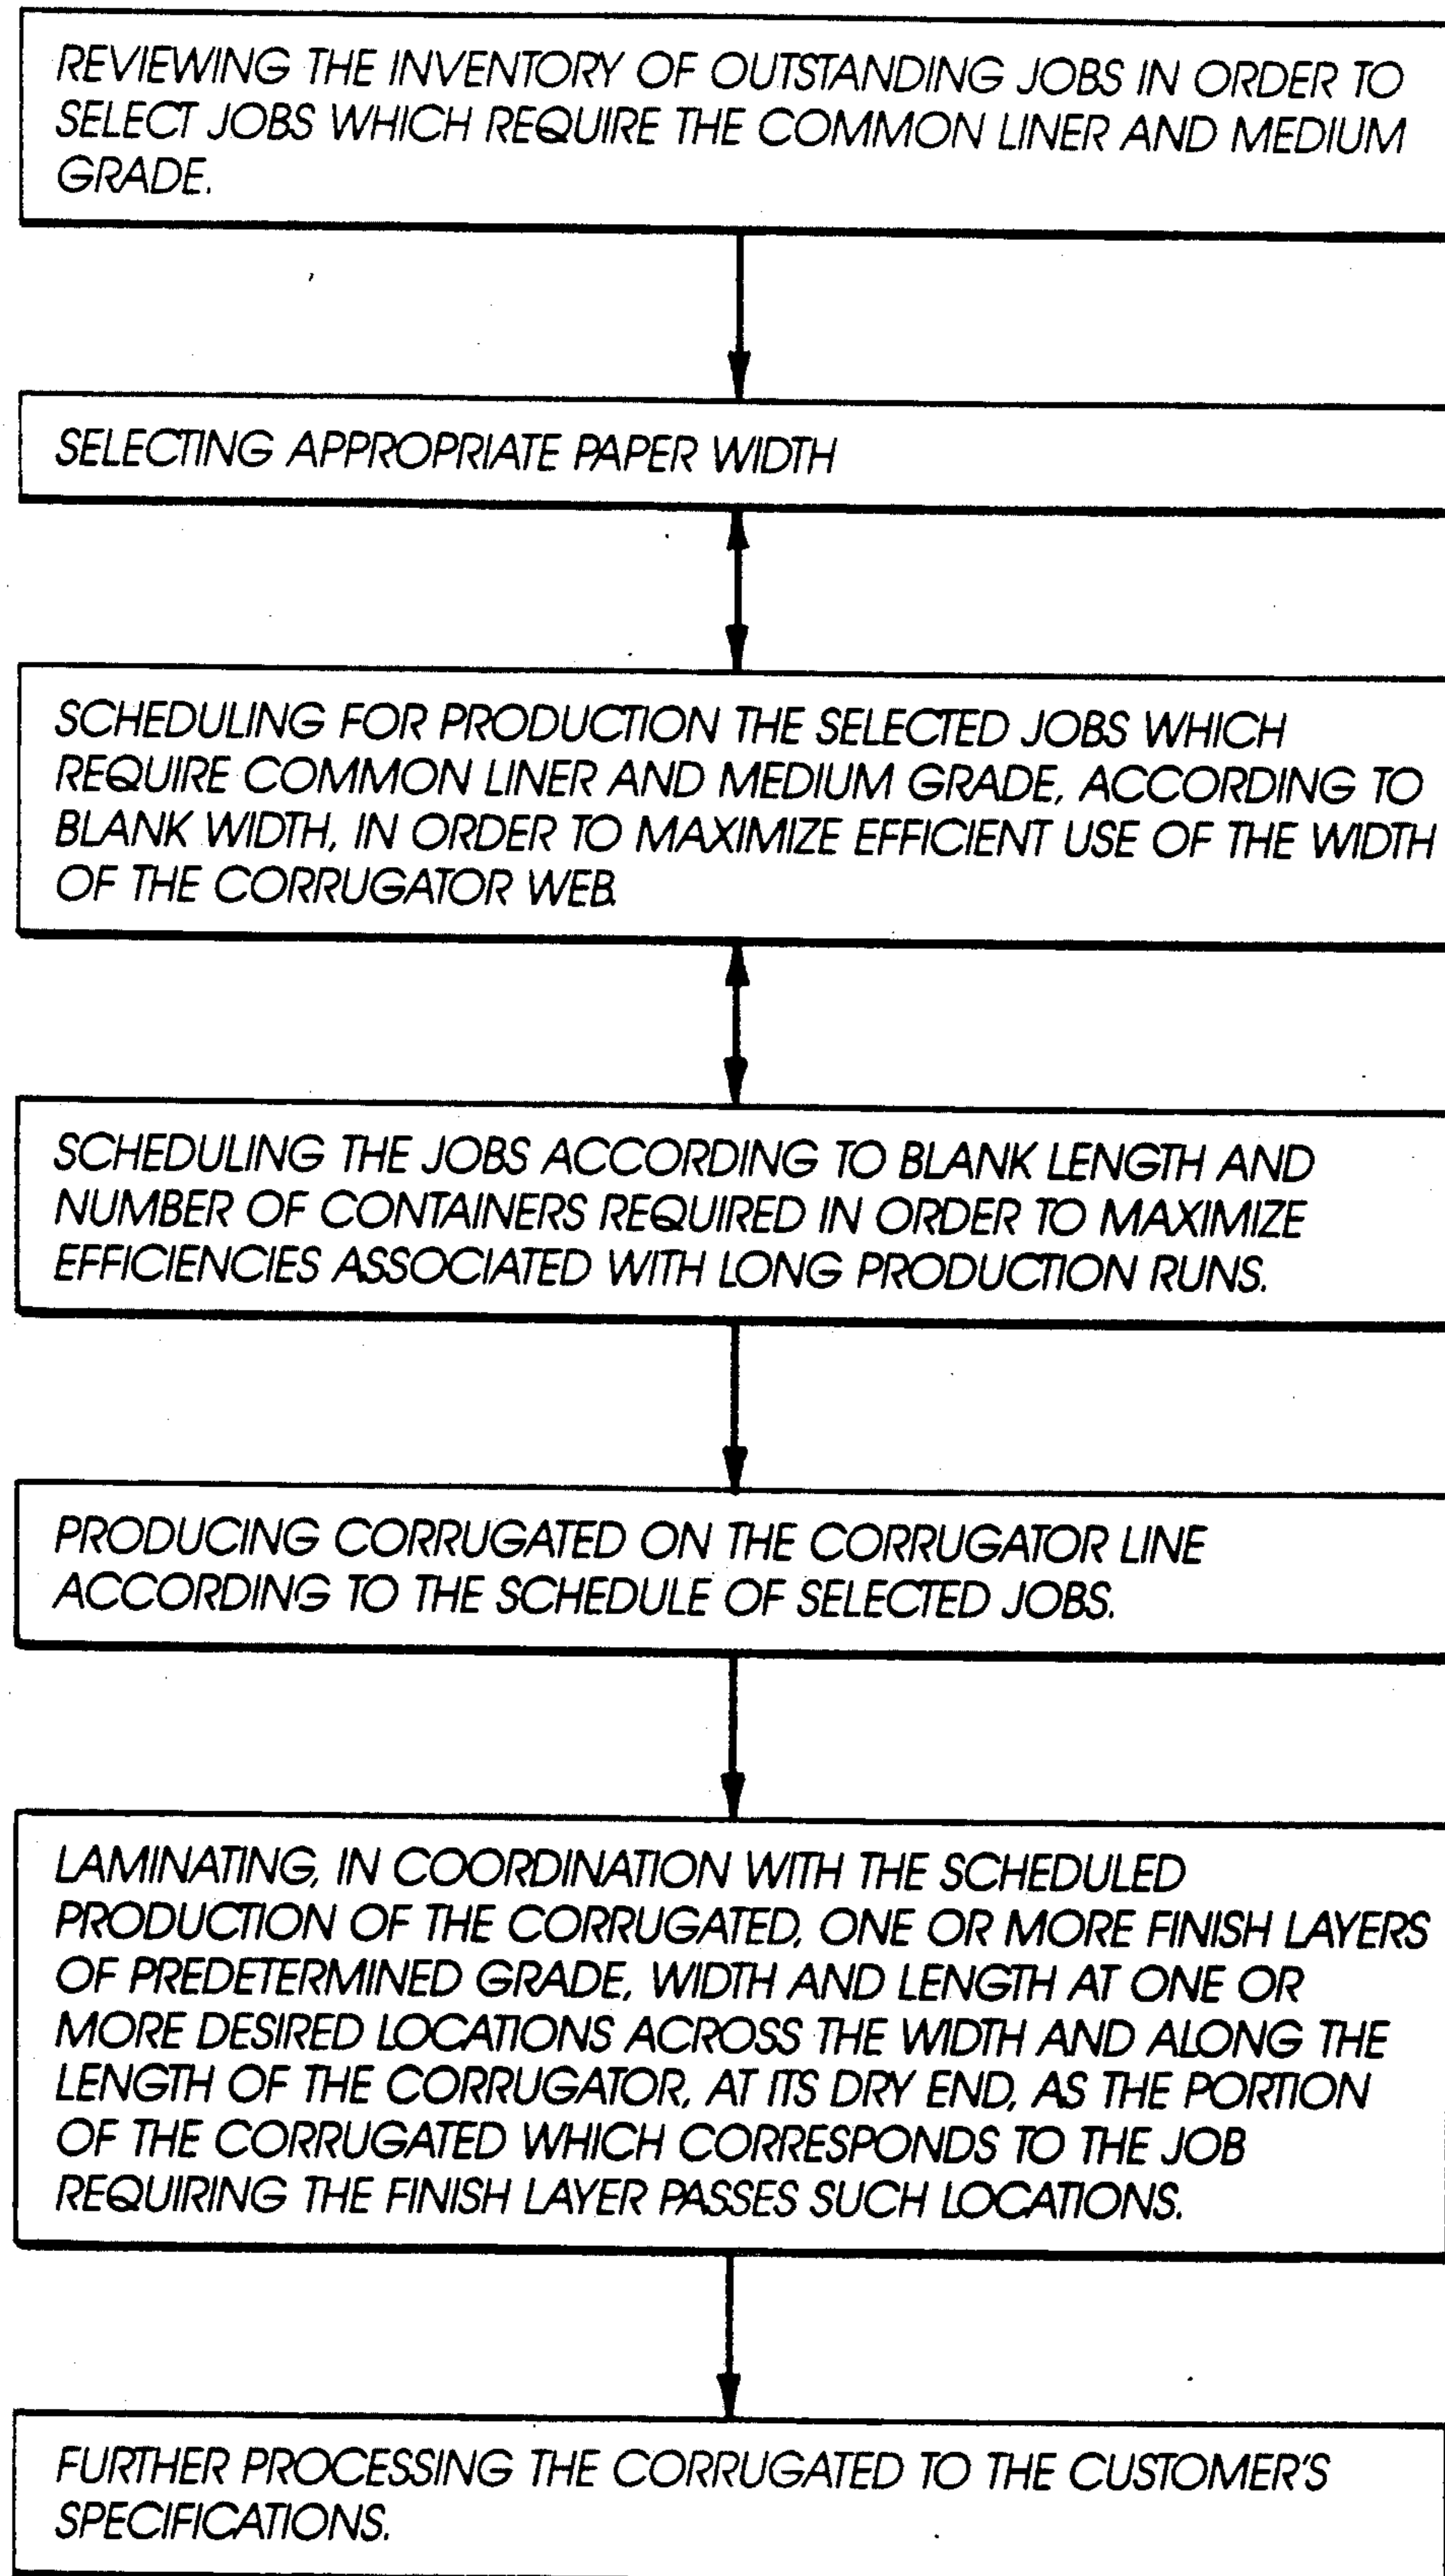 REVIEWING THE INVENTORY OF OUTSTANDING JOBS IN ORDER TO
SELECT JOBS WHICH REQUIRE THE COMMON LINER AND MEDIUM
GRADE.
SELECTING APPROPRIATE PAPER WIDTH
SCHEDULING FOR PRODUCTION THE SELECTED JOBS WHICH
REQUIRE COMMON LINER AND MEDIUM GRADE, ACCORDING TO
BLANK WIDTH, IN ORDER TO MAXIMIZE EFFICIENT USE OF THE WIDTH
OF THE CORRUGATOR WEB.
SCHEDULING THE JOBS ACCORDING TO BLANK LENGTH AND
NUMBER OF CONTAINERS REQUIRED IN ORDER TO MAXIMIZE
EFFICIENCIES ASSOCIATED WITH LONG PRODUCTION RUNS.
PRODUCING CORRUGATED ON THE CORRUGATOR LINE
ACCORDING TO THE SCHEDULE OF SELECTED JOBS.
LAMINATING, IN COORDINATION WITH THE SCHEDULED
PRODUCTION OF THE CORRUGATED, ONE OR MORE FINISH LAYERS
OF PREDETERMINED GRADE, WIDTH AND LENGTH AT ONE OR
MORE DESIRED LOCATIONS ACROSS THE WIDTH AND ALONG THE
LENGTH OF THE CORRUGATOR, AT ITS DRY END, AS THE PORTION
OF THE CORRUGATED WHICH CORRESPONDS TO THE JOB
REQUIRING THE FINISH LAYER PASSES SUCH LOCATIONS.
FURTHER PROCESSING THE CORRUGATED TO THE CUSTOMER'S
SPECIFICATIONS.